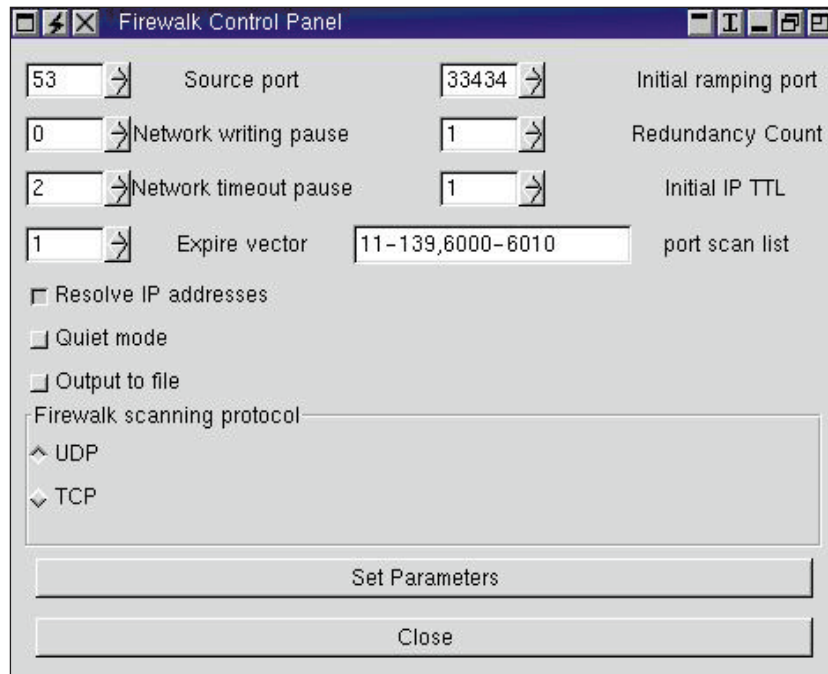 Firewalk Control Panel
53 Source port 33434 Initial ramping port
0 Network writing pause 1 Redundancy Count
2 Network timeout pause 1 Initial IP TTL
1 Expire vector 11-139,6000-6010 port scan list
Resolve IP addresses
Quiet mode
Output to file
Firewalk scanning protocol
UDP
TCP
Set Parameters
Close